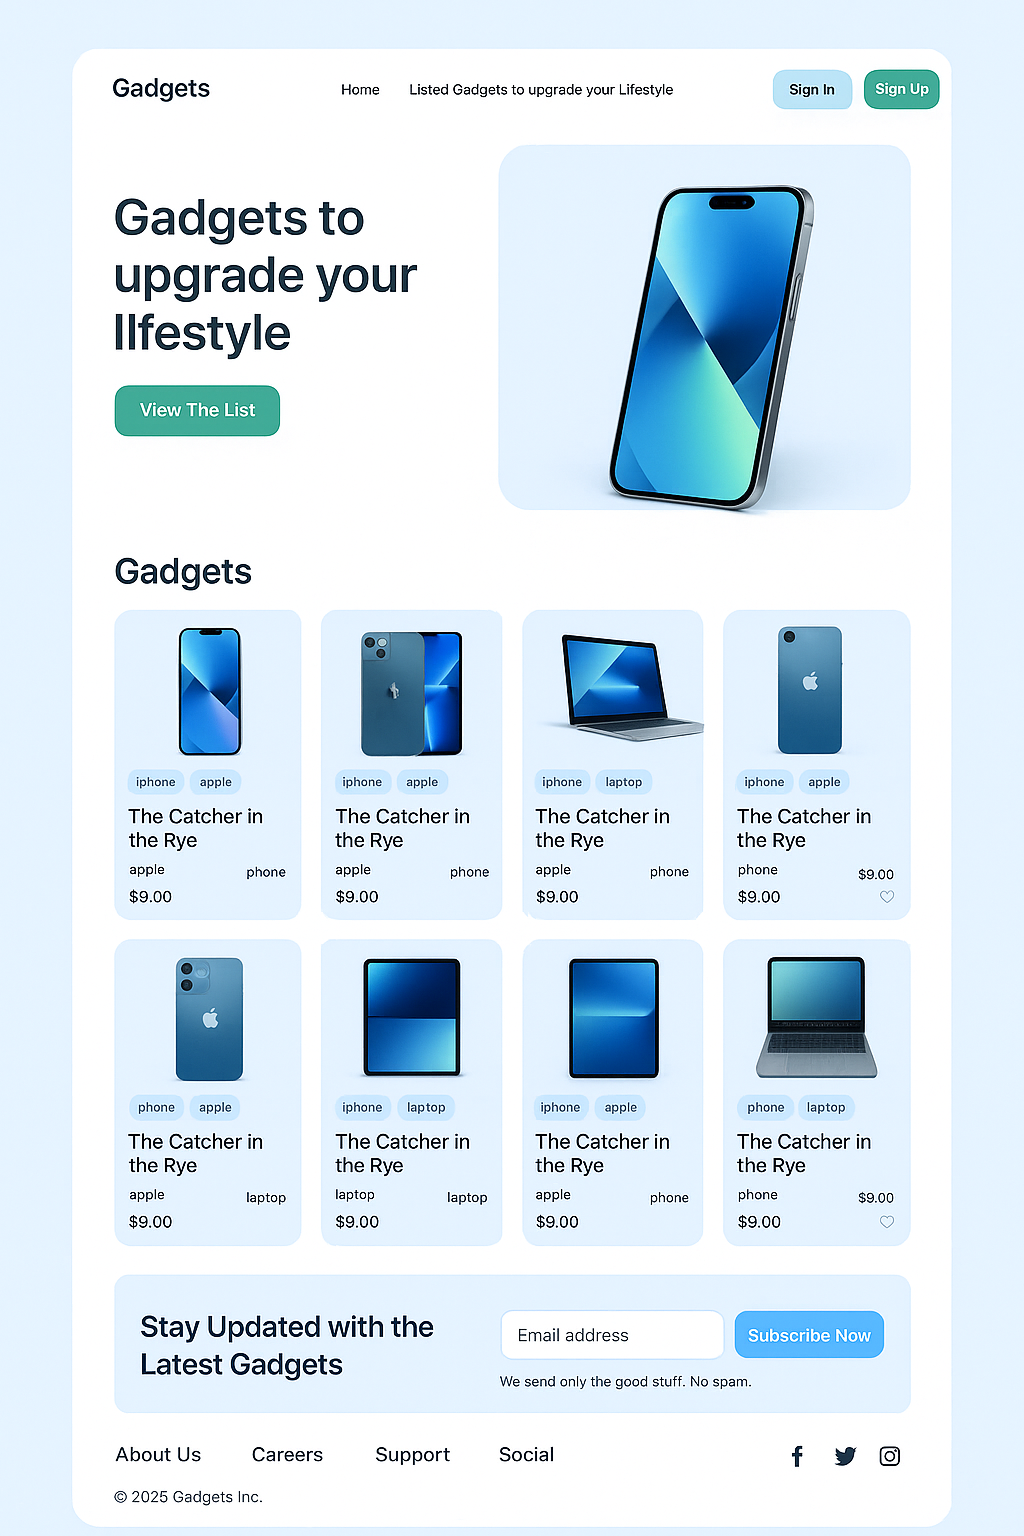 Gadgets
Home
Listed Gadgets to upgrade your Lifestyle
Sign In
Sign Up
Gadgets to
upgrade your
lIfestyle
View The List
Gadgets
iphone apple
The Catcher in
the Rye
apple phone
$9.00
iphone apple
The Catcher in
the Rye
apple phone
$9.00
iphone laptop
The Catcher in
the Rye
apple phone
$9.00
iphone apple
The Catcher in
the Rye
phone $9.00
$9.00
phone apple
The Catcher in
the Rye
apple laptop
$9.00
iphone laptop
The Catcher in
the Rye
laptop laptop
$9.00
iphone apple
The Catcher in
the Rye
apple phone
$9.00
phone laptop
The Catcher in
the Rye
phone $9.00
$9.00
Stay Updated with the
Latest Gadgets
Email address
Subscribe Now
We send only the good stuff. No spam.
About Us
Careers
Support
Social
© 2025 Gadgets Inc.